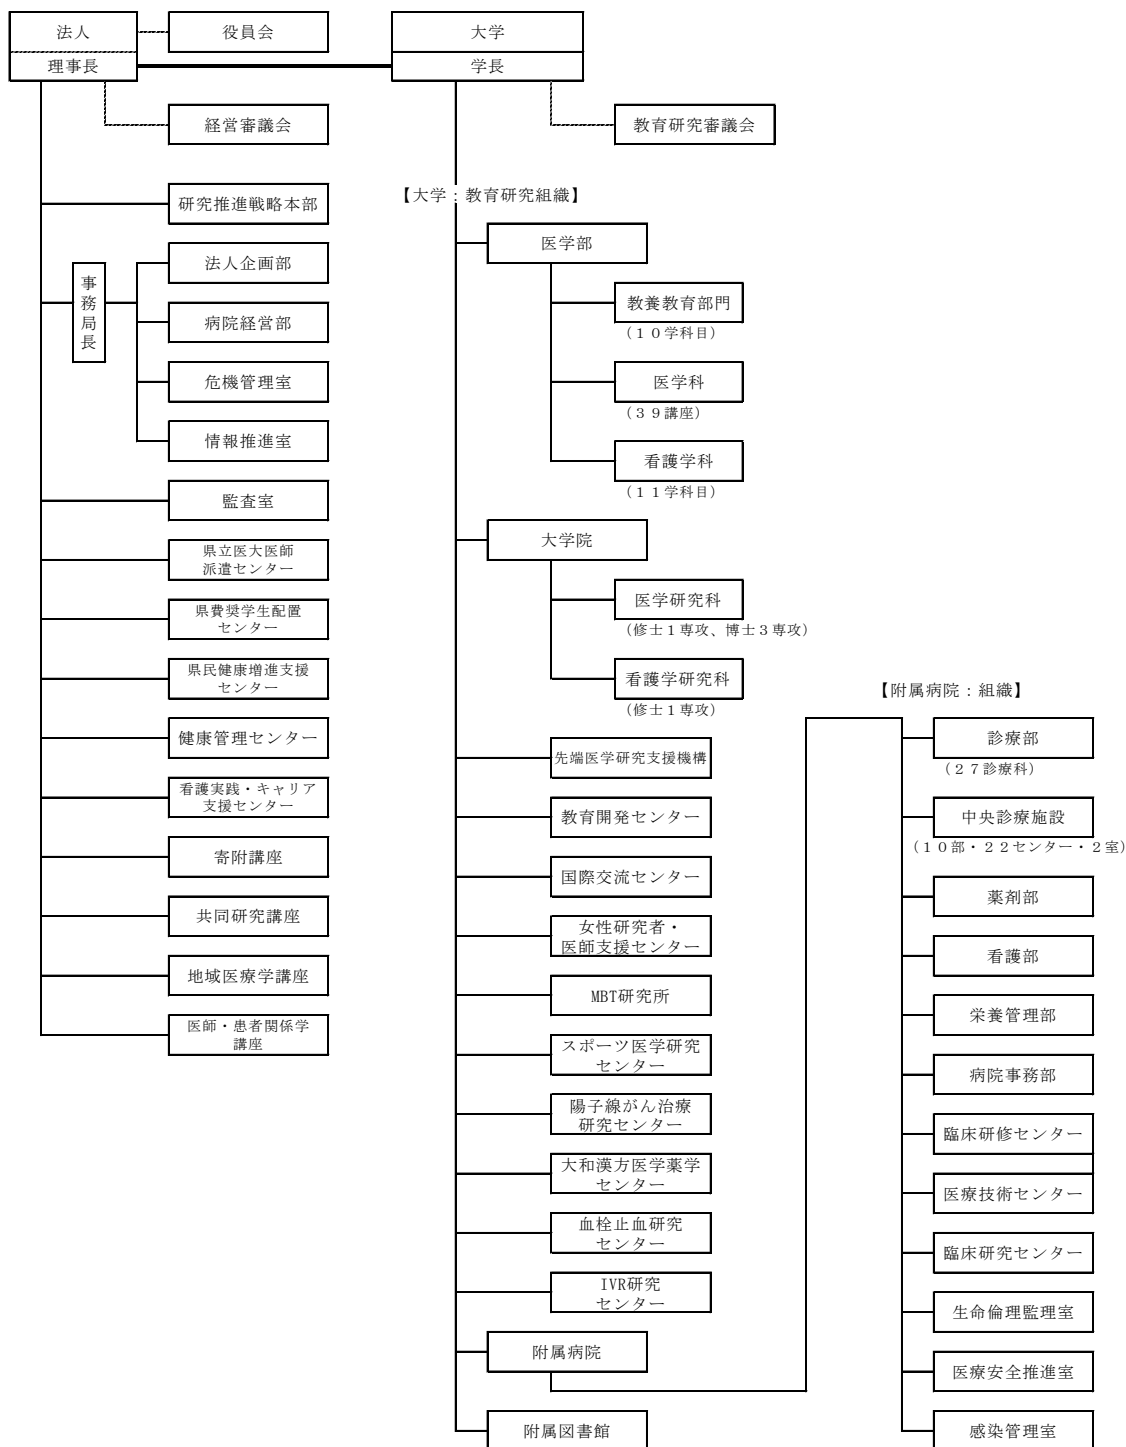 法人
理事長
役員会
経営審議会
研究推進戦略本部
事
務
局
長
法人企画部
病院経営部
危機管理室
情報推進室
監査室
県立医大医師
派遣センター
県費奨学生配置
センター
県民健康増進支援
センター
健康管理センター
看護実践・キャリア
支援センター
寄附講座
共同研究講座
地域医療学講座
医師・患者関係学
講座
大学
学長
教育研究審議会
【大学：教育研究組織】
医学部
教養教育部門
（１０学科目）
医学科
（３９講座）
看護学科
（１１学科目）
大学院
医学研究科
（修士１専攻、博士３専攻）
看護学研究科
（修士１専攻）
先端医学研究支援機構
教育開発センター
国際交流センター
女性研究者・
医師支援センター
MBT研究所
スポーツ医学研究
センター
陽子線がん治療
研究センター
大和漢方医学薬学
センター
血栓止血研究
センター
IVR研究
センター
附属病院
附属図書館
【附属病院：組織】
診療部
（２７診療科）
中央診療施設
（１０部・２２センター・２室）
薬剤部
看護部
栄養管理部
病院事務部
臨床研修センター
医療技術センター
臨床研究センター
生命倫理監理室
医療安全推進室
感染管理室